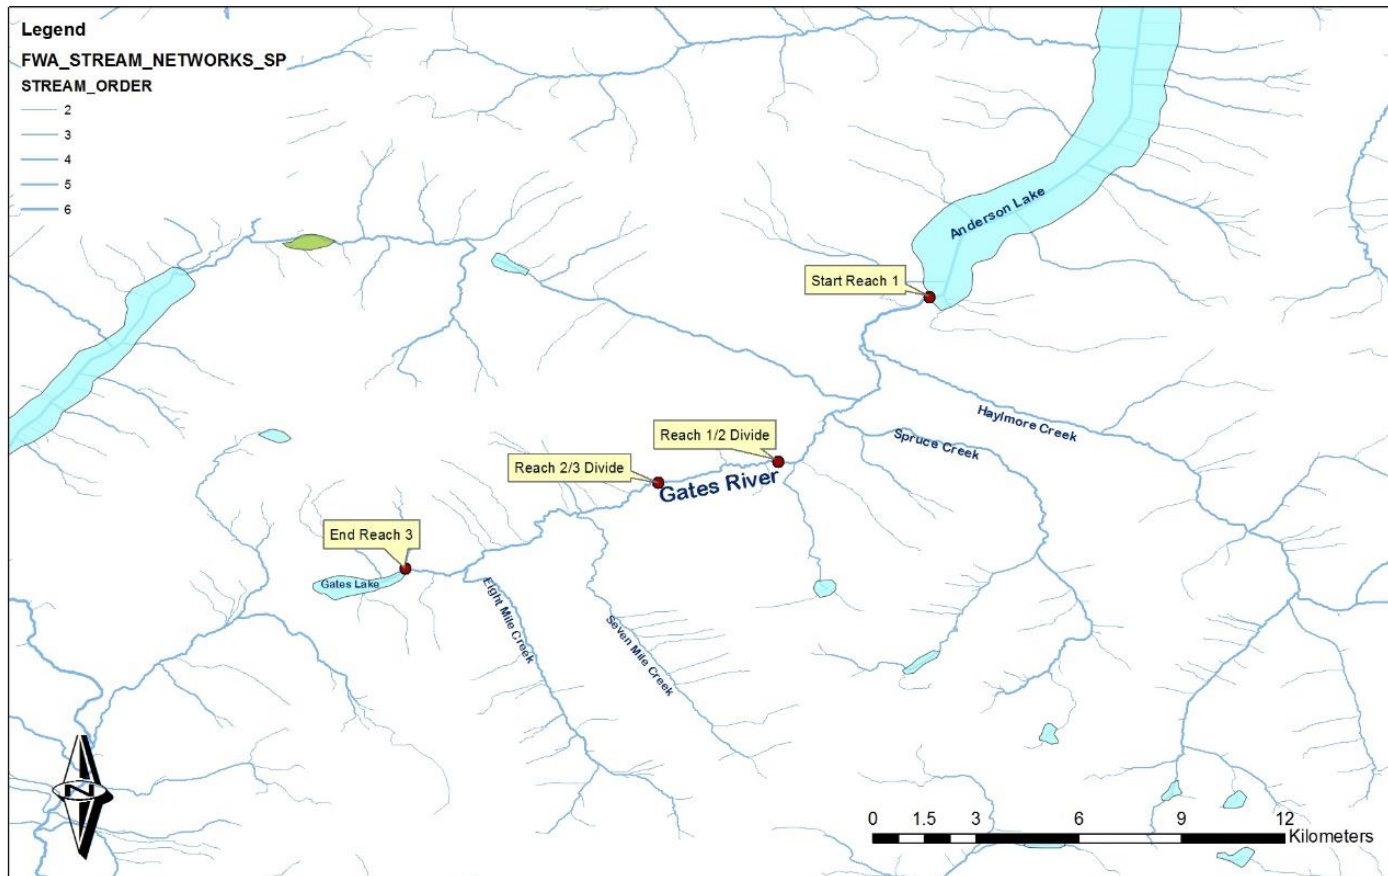 Legend
FWA_STREAM_NETWORKS_SP
STREAM_ORDER
2
3
4
5
6
Anderson Lake
Start Reach 1
Haylmore Creek
Spruce Creek
Reach 1/2 Divide
Reach 2/3 Divide
Gates River
End Reach 3
Gates Lake
Eight Mile Creek
Seven Mile Creek
N
0 1.5 3 6 9 12
Kilometers